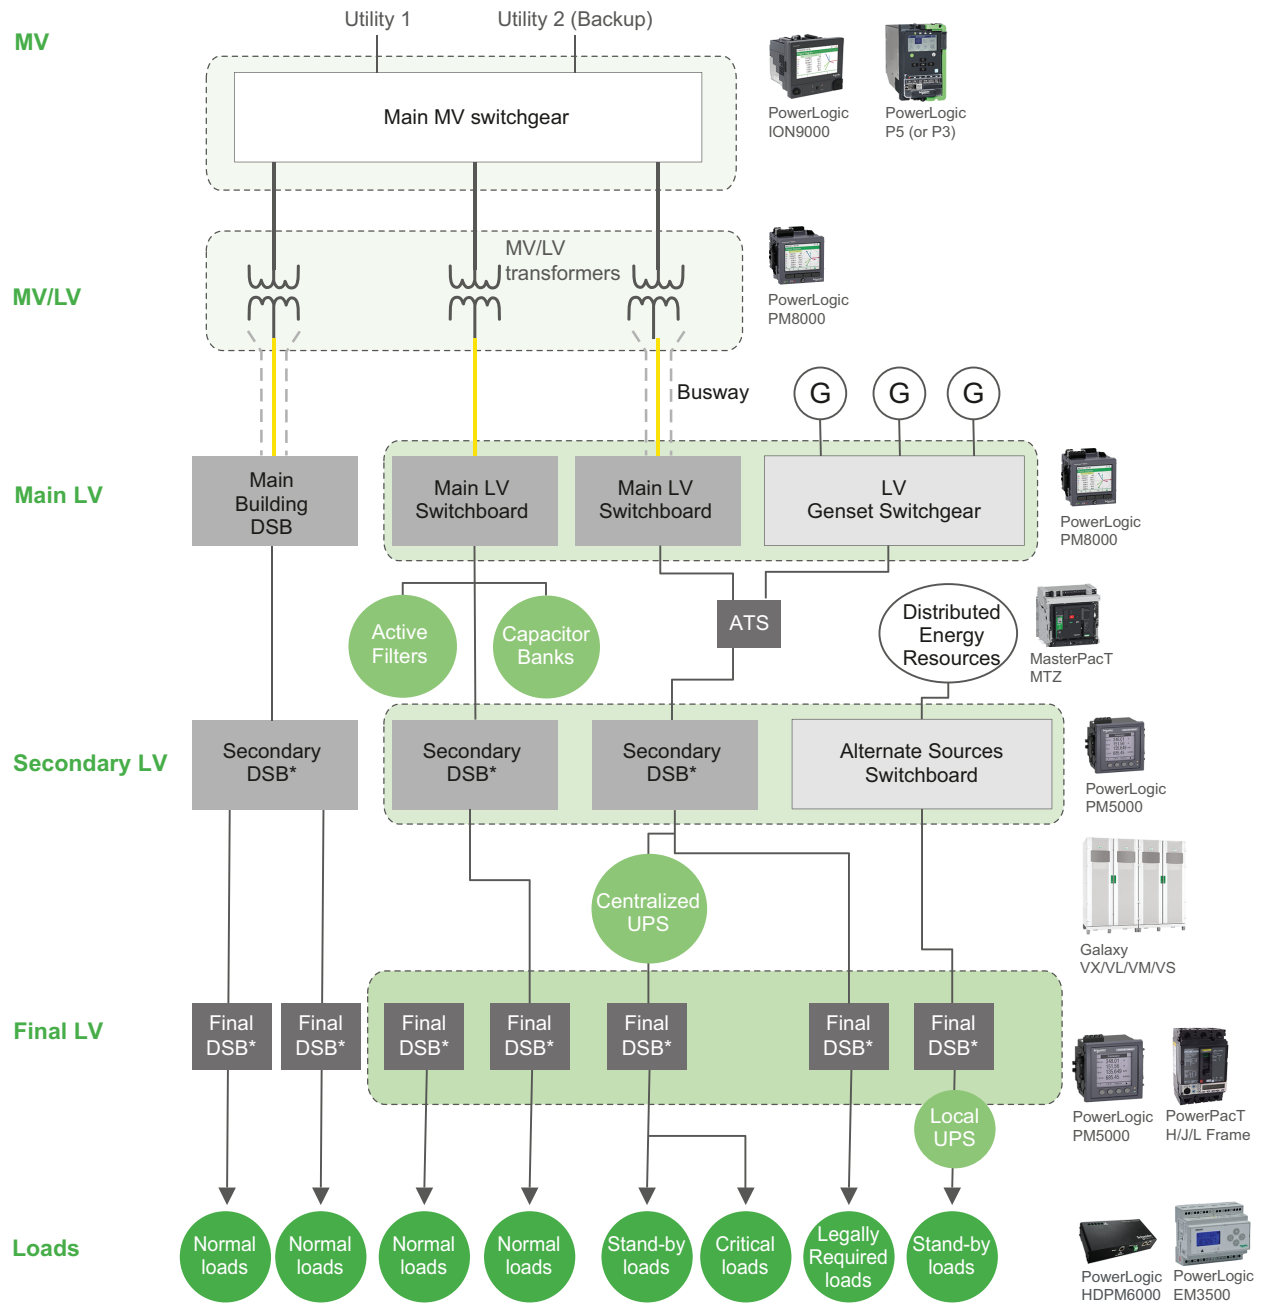 Utility 1
Utility 2 (Backup)
MV
Main MV switchgear
PowerLogic
ION9000
PowerLogic
P5 (or P3)
MV/LV
transformers
MV/LV
PowerLogic
PM8000
Busway
G
G
G
Main LV
Main
Building
DSB
Main LV
Switchboard
Main LV
Switchboard
LV
Genset Switchgear
PowerLogic
PM8000
Active
Filters
Capacitor
Banks
ATS
Distributed
Energy
Resources
MasterPacT
MTZ
Secondary LV
Secondary
DSB*
Secondary
DSB*
Secondary
DSB*
Alternate Sources
Switchboard
PowerLogic
PM5000
Centralized
UPS
Galaxy
VX/VL/VM/VS
Final LV
Final
DSB*
Final
DSB*
Final
DSB*
Final
DSB*
Final
DSB*
Final
DSB*
Final
DSB*
PowerLogic
PM5000
PowerPacT
H/J/L Frame
Local
UPS
Loads
Normal
loads
Normal
loads
Normal
loads
Normal
loads
Stand-by
loads
Critical
loads
Legally
Required
loads
Stand-by
loads
PowerLogic
HDPM6000
PowerLogic
EM3500